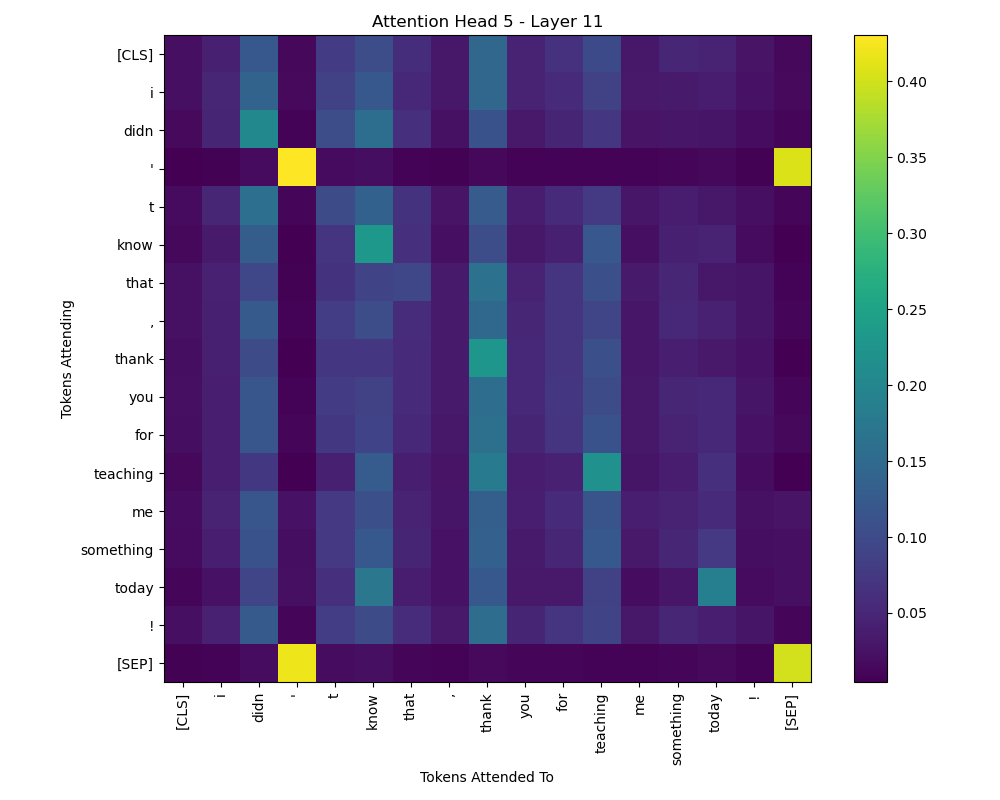 Attention Head 5 - Layer 11
[CLS]
i
didn
'
t
know
that
,
thank
you
for
teaching
me
something
today
!
[SEP]
Tokens Attending
[CLS]
i
didn
'
t
know
that
,
thank
you
for
teaching
me
something
today
!
[SEP]
Tokens Attended To
0.40
0.35
0.30
0.25
0.20
0.15
0.10
0.05